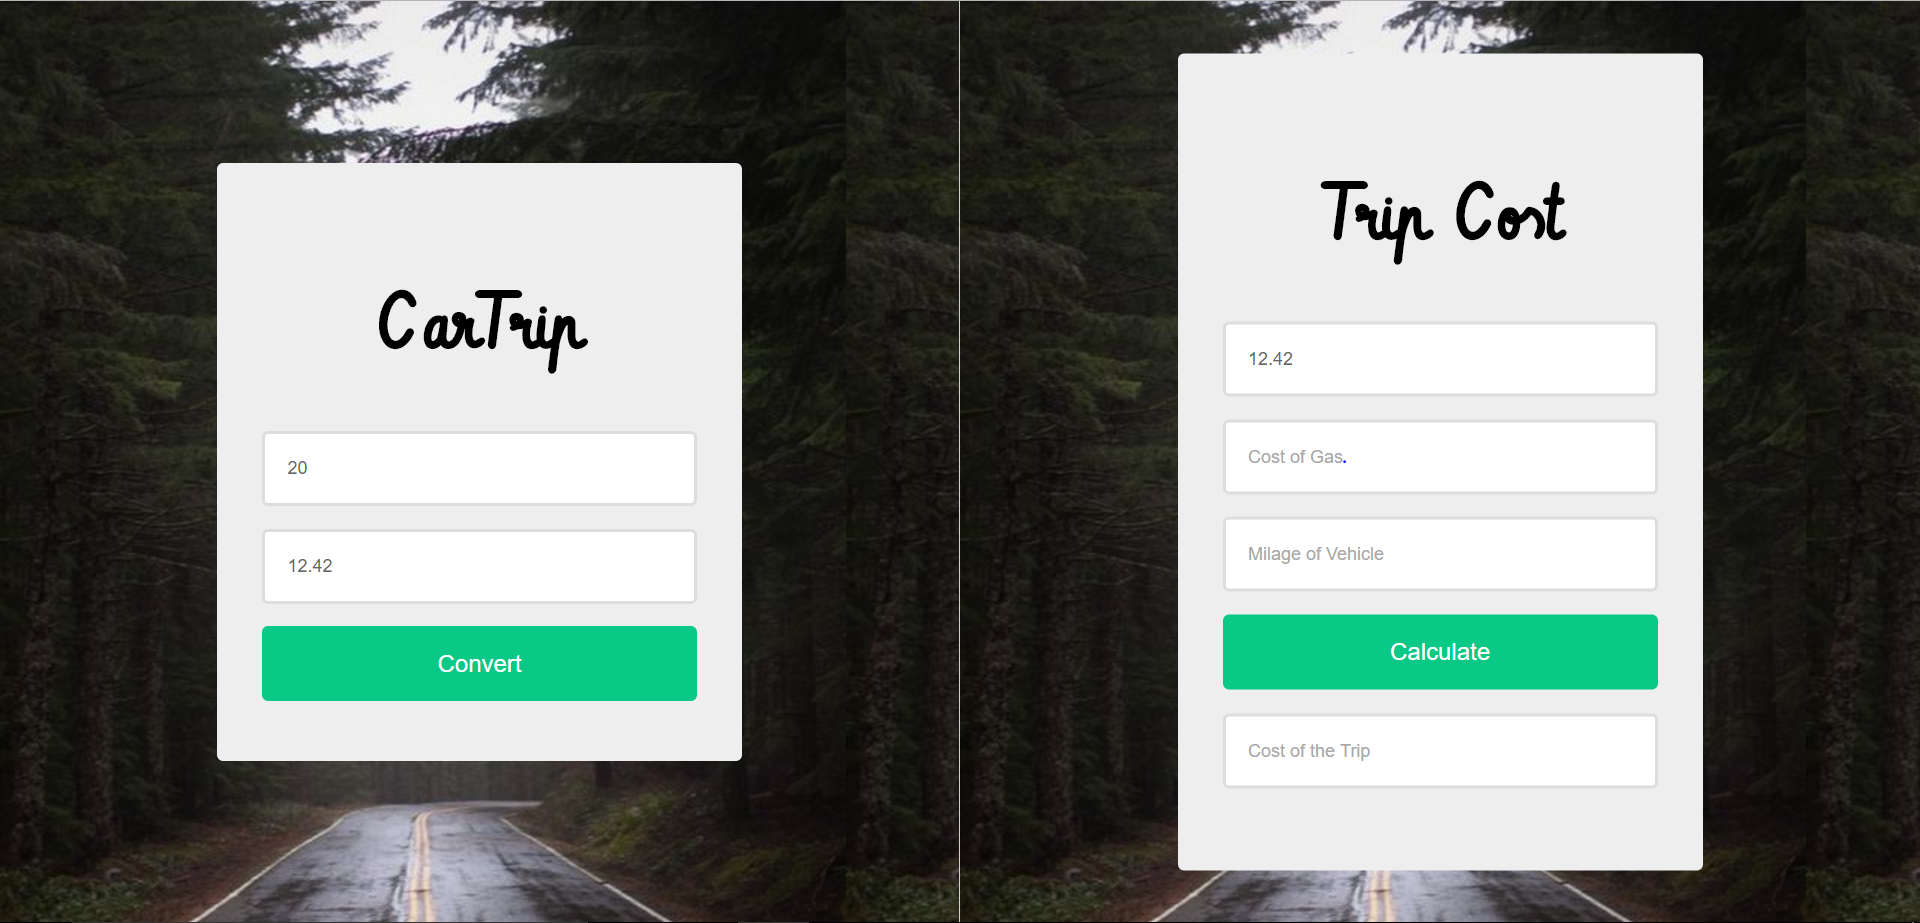 CarTrip
20
12.42
Convert
Trip Cost
12.42
Cost of Gas.
Milage of Vehicle
Calculate
Cost of the Trip